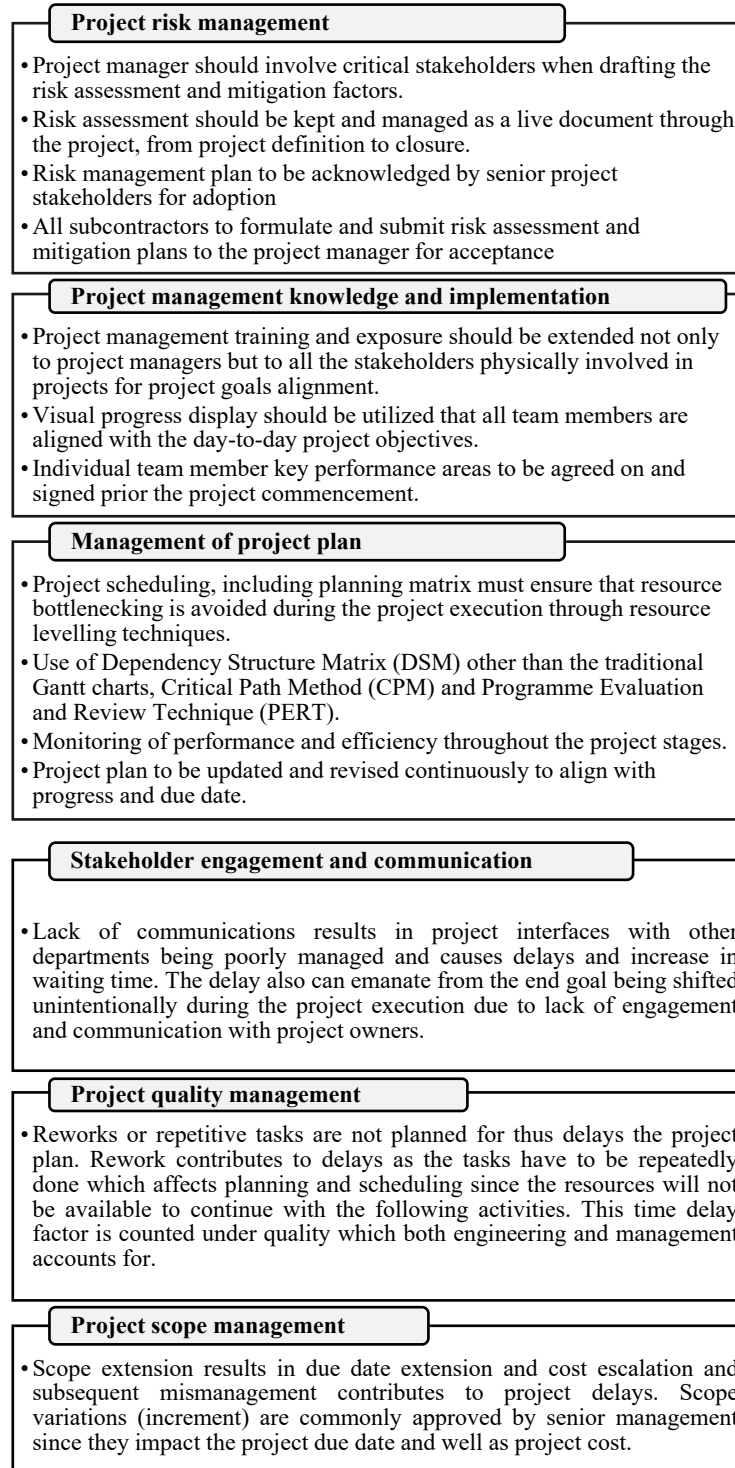 Project risk management
• Project manager should involve critical stakeholders when drafting the
risk assessment and mitigation factors.
• Risk assessment should be kept and managed as a live document through
the project, from project definition to closure.
• Risk management plan to be acknowledged by senior project
stakeholders for adoption
• All subcontractors to formulate and submit risk assessment and
mitigation plans to the project manager for acceptance
Project management knowledge and implementation
• Project management training and exposure should be extended not only
to project managers but to all the stakeholders physically involved in
projects for project goals alignment.
• Visual progress display should be utilized that all team members are
aligned with the day-to-day project objectives.
• Individual team member key performance areas to be agreed on and
signed prior the project commencement.
Management of project plan
• Project scheduling, including planning matrix must ensure that resource
bottlenecking is avoided during the project execution through resource
levelling techniques.
• Use of Dependency Structure Matrix (DSM) other than the traditional
Gantt charts, Critical Path Method (CPM) and Programme Evaluation
and Review Technique (PERT).
• Monitoring of performance and efficiency throughout the project stages.
• Project plan to be updated and revised continuously to align with
progress and due date.
Stakeholder engagement and communication
• Lack of communications results in project interfaces with other
departments being poorly managed and causes delays and increase in
waiting time. The delay also can emanate from the end goal being shifted
unintentionally during the project execution due to lack of engagement
and communication with project owners.
Project quality management
• Reworks or repetitive tasks are not planned for thus delays the project
plan. Rework contributes to delays as the tasks have to be repeatedly
done which affects planning and scheduling since the resources will not
be available to continue with the following activities. This time delay
factor is counted under quality which both engineering and management
accounts for.
Project scope management
• Scope extension results in due date extension and cost escalation and
subsequent mismanagement contributes to project delays. Scope
variations (increment) are commonly approved by senior management
since they impact the project due date and well as project cost.